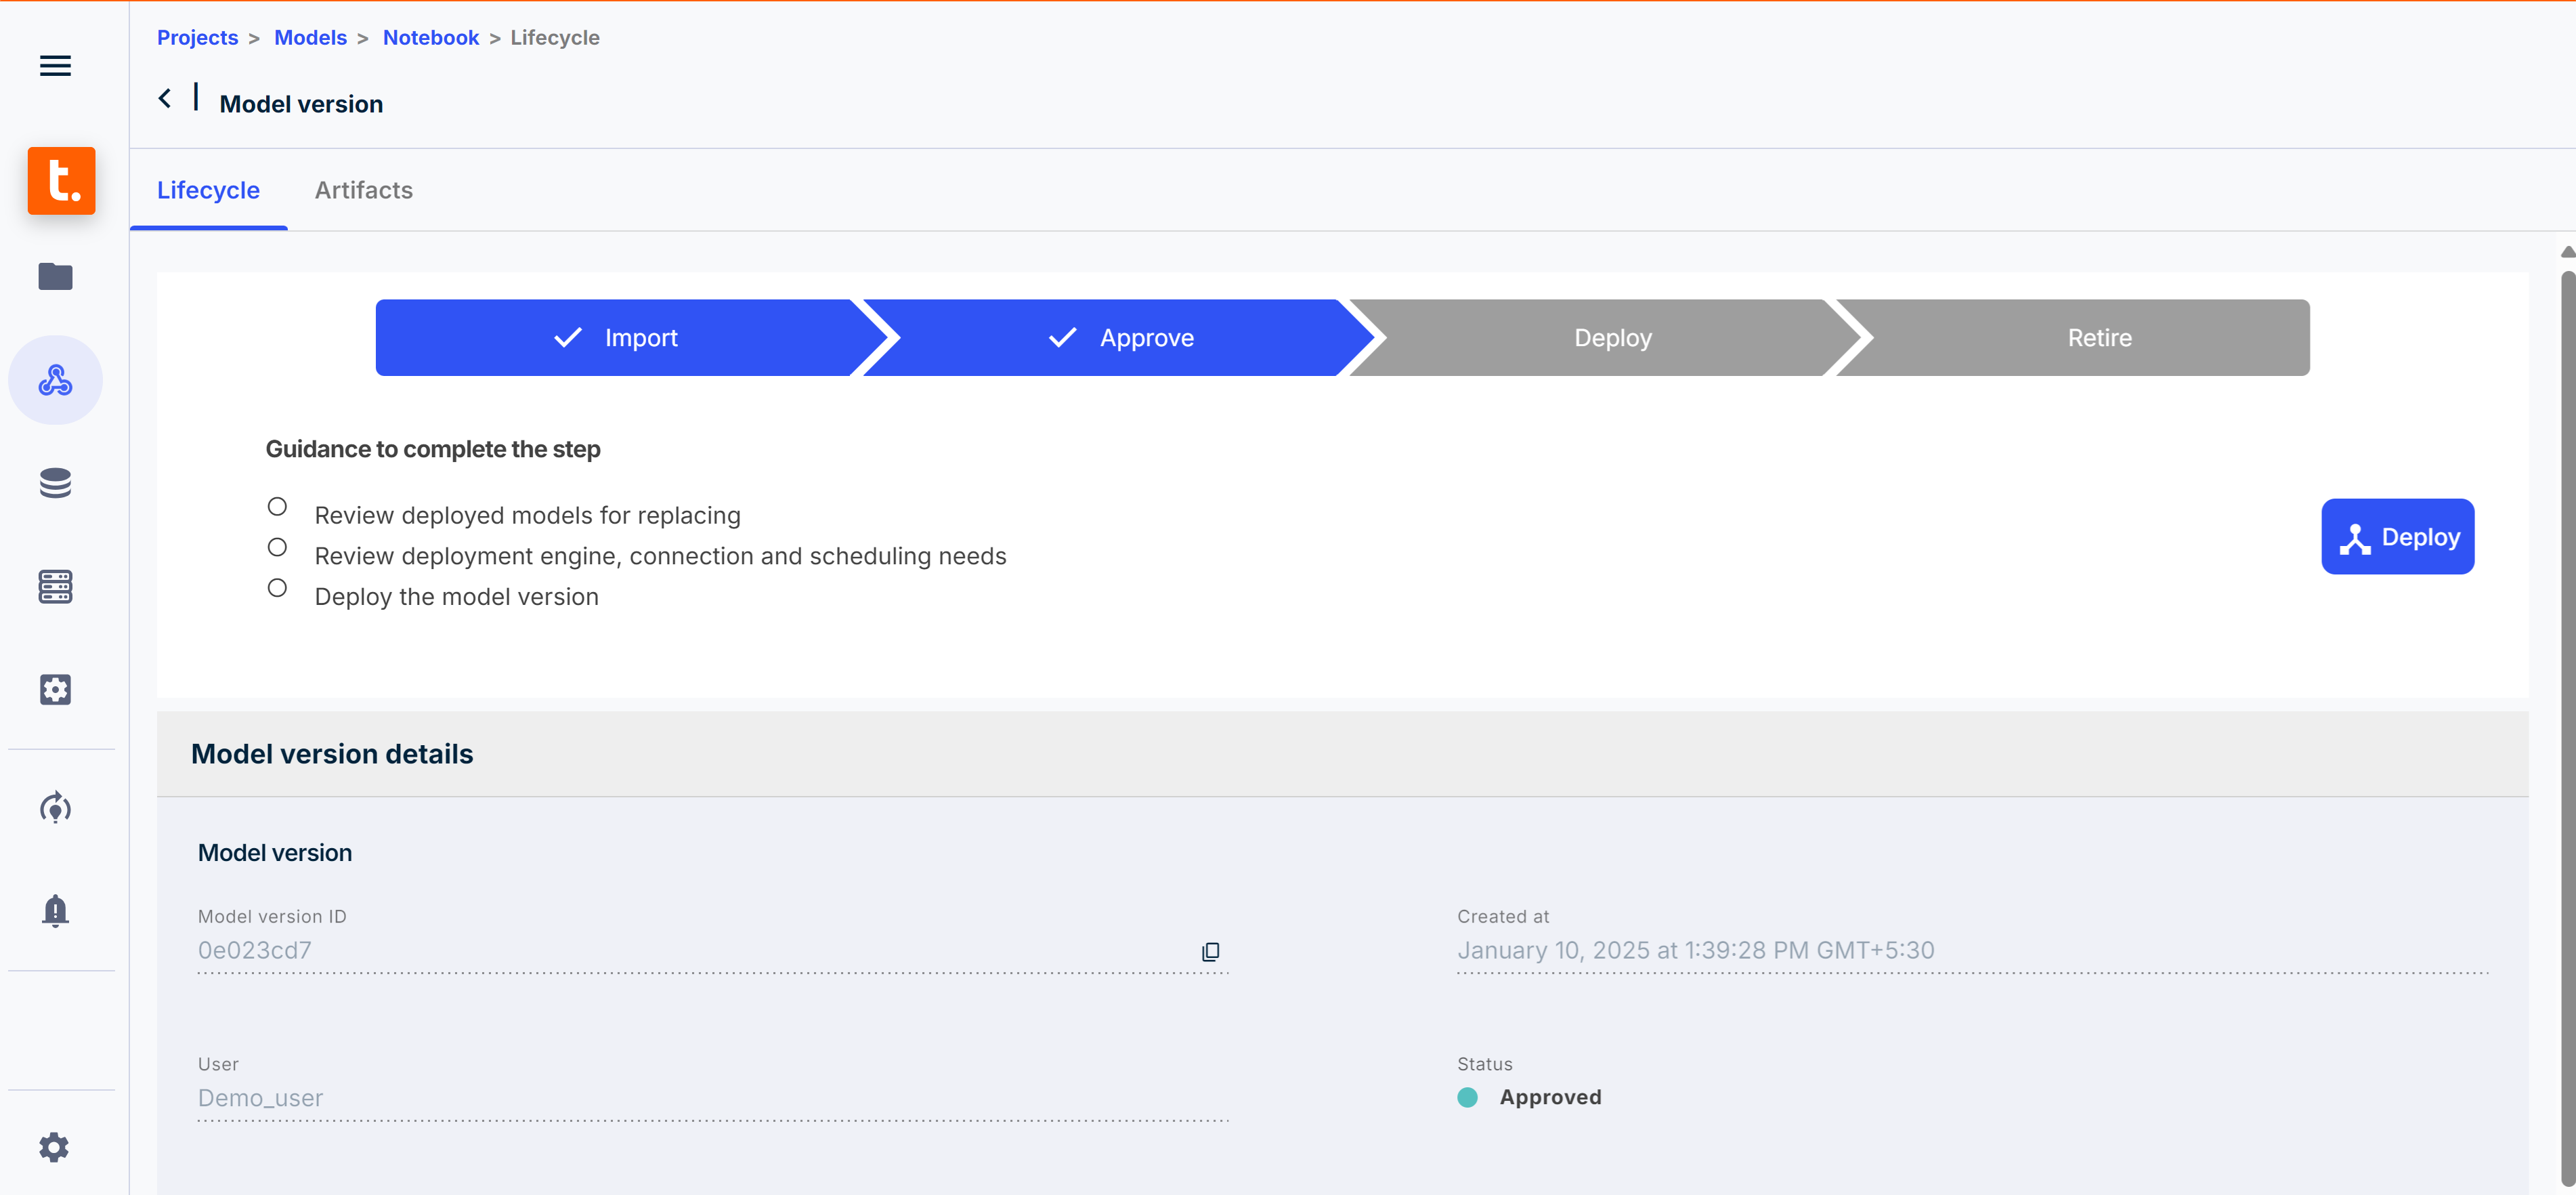 Projects > Models > Notebook > Lifecycle
Model version
t.
Lifecycle Artifacts
Import Approve Deploy Retire
Guidance to complete the step
Review deployed models for replacing
Review deployment engine, connection and scheduling needs
Deploy the model version
Deploy
Model version details
Model version
Model version ID
0e023cd7
Created at
January 10, 2025 at 1:39:28 PM GMT+5:30
User
Demo_user
Status
Approved